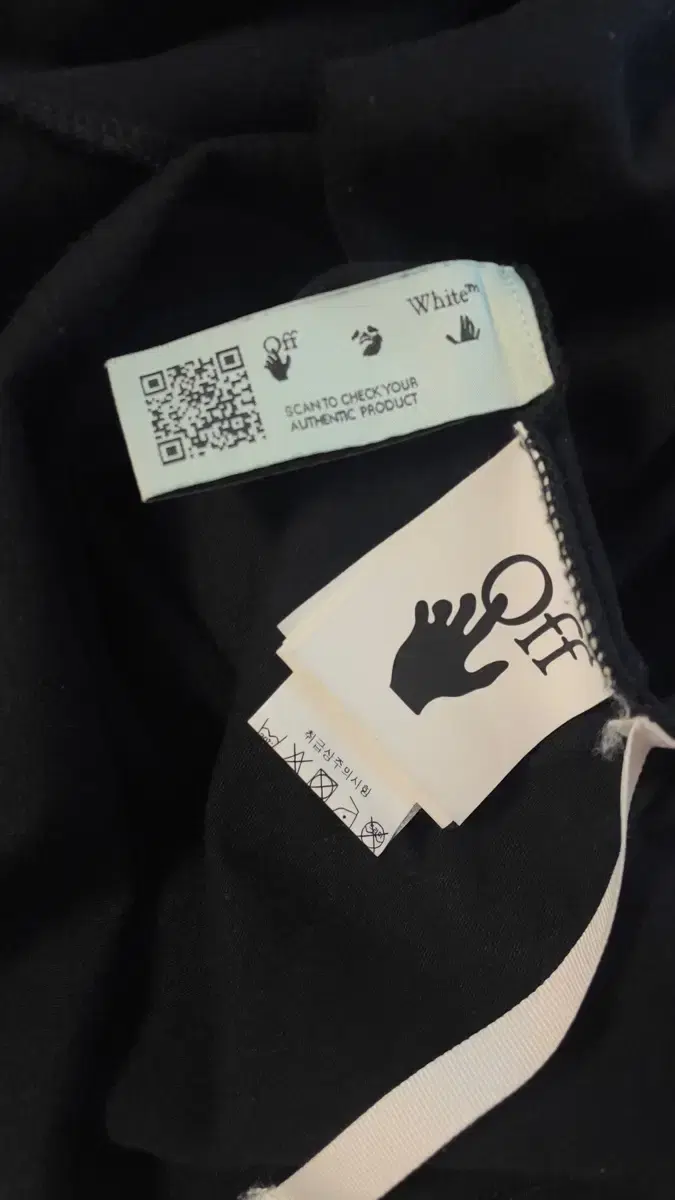 Off
White™
SCAN TO CHECK YOUR
AUTHENTIC PRODUCT
Off
취급상주의사항